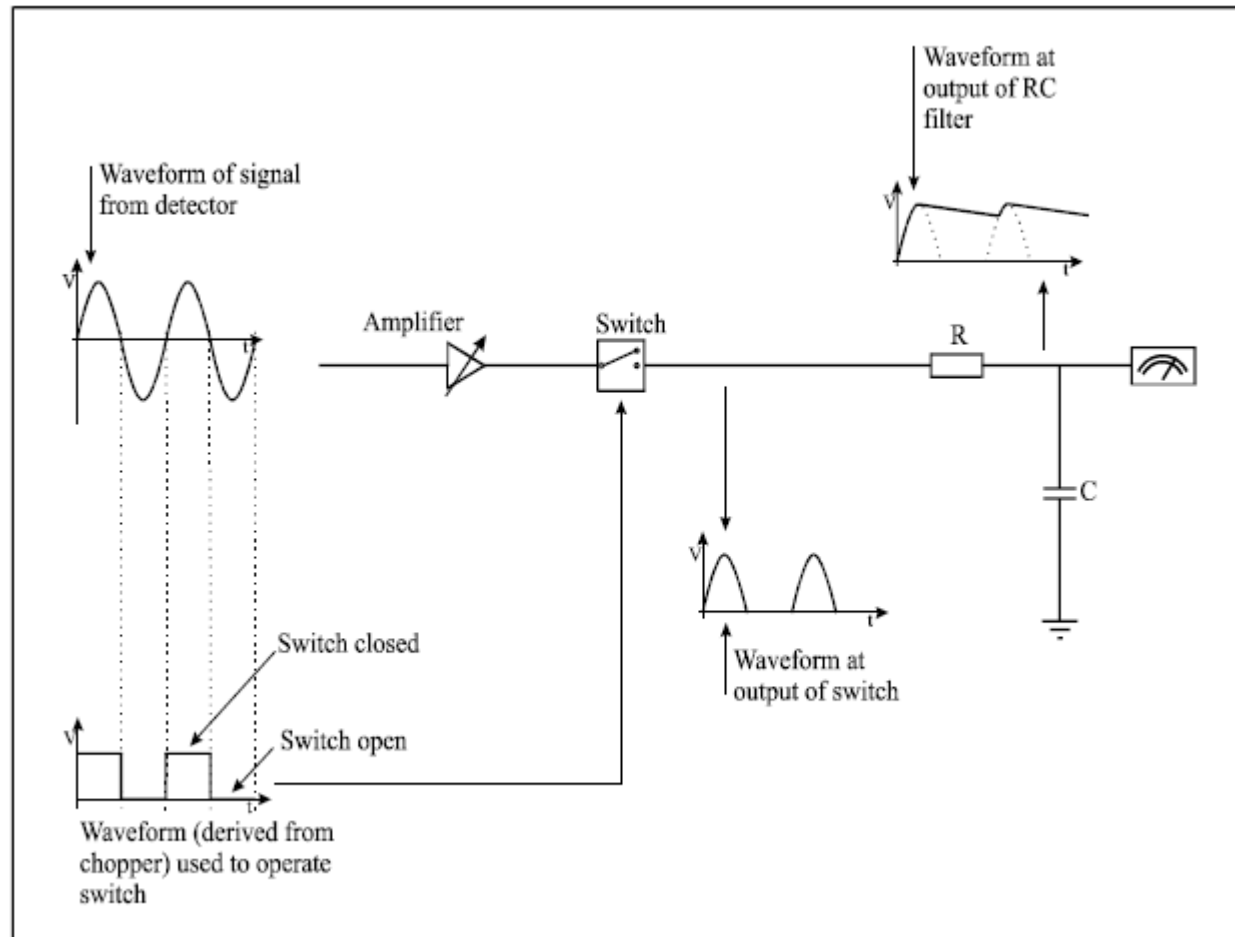 Waveform at
output of RC
filter
Waveform of signal
from detector
V
t
V
t
Amplifier
Switch
R
C
V
t
Waveform at
output of switch
Switch closed
Switch open
V
t
Waveform (derived from
chopper) used to operate
switch